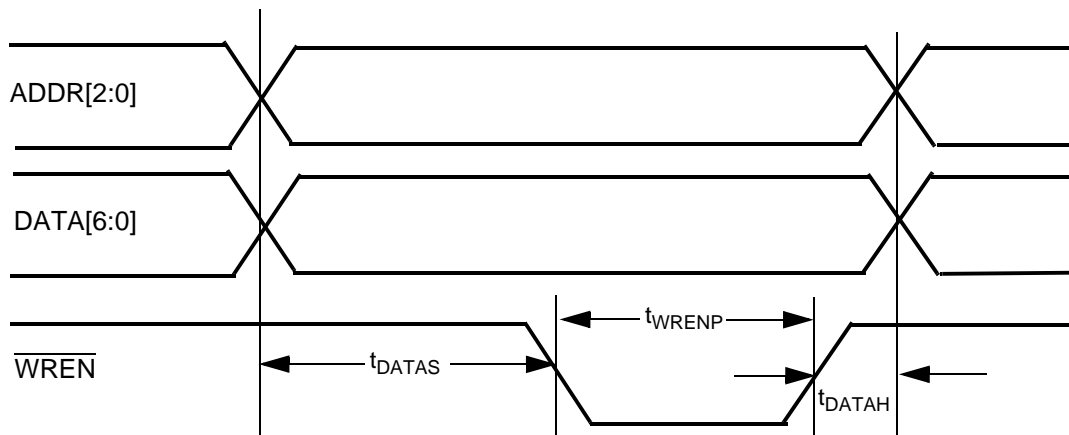 ADDR[2:0]
DATA[6:0]
tWRENP
WREN
tDATAS
tDATAH